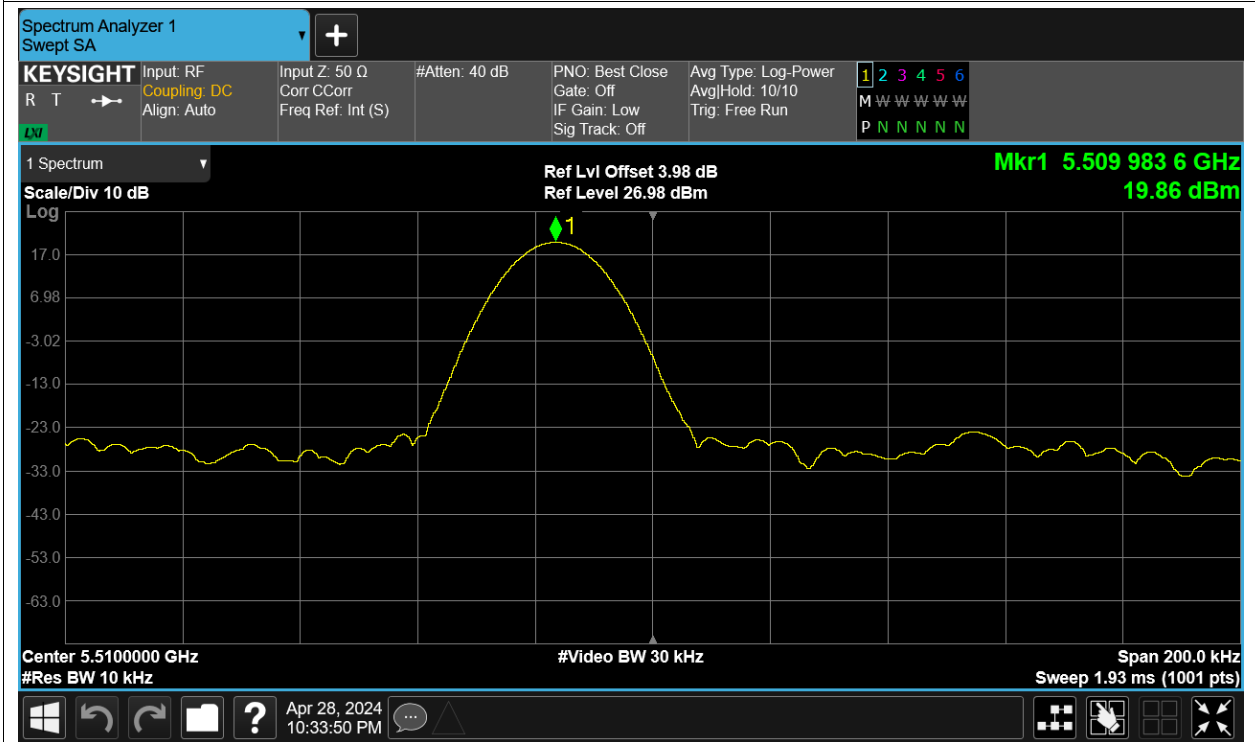 Spectrum Analyzer 1
Swept SA
+
KEYSIGHT
R T
LXI
Input: RF
Coupling: DC
Align: Auto
Input Z: 50 Ω
Corr CCorr
Freq Ref: Int (S)
#Atten: 40 dB
PNO: Best Close
Gate: Off
IF Gain: Low
Sig Track: Off
Avg Type: Log-Power
Avg|Hold: 10/10
Trig: Free Run
1 2 3 4 5 6
M W W W W W
P N N N N N
1 Spectrum
Scale/Div 10 dB
Log
Ref Lvl Offset 3.98 dB
Ref Level 26.98 dBm
Mkr1 5.509 983 6 GHz
19.86 dBm
1
17.0
6.98
-3.02
-13.0
-23.0
-33.0
-43.0
-53.0
-63.0
Center 5.5100000 GHz
#Video BW 30 kHz
Span 200.0 kHz
#Res BW 10 kHz
Sweep 1.93 ms (1001 pts)
?
Apr 28, 2024
10:33:50 PM